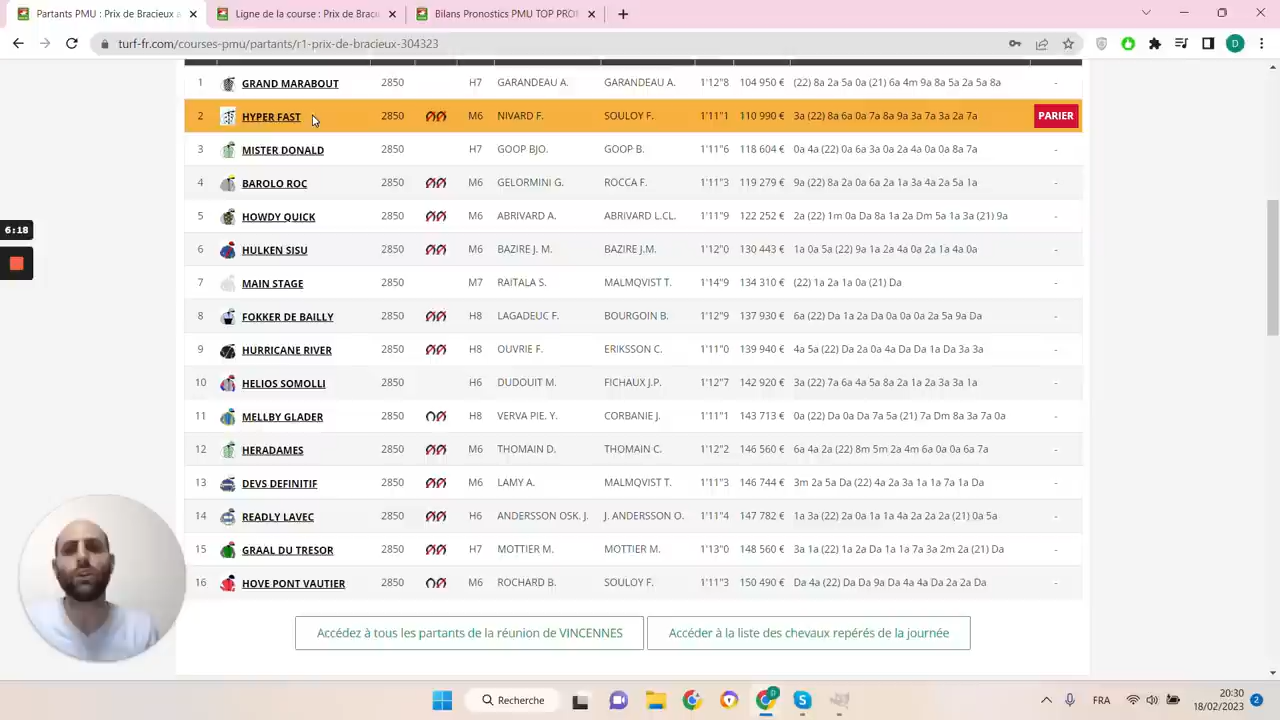 Partants PMU : Prix de Bracieux a
Ligne de Turf : Prix de Bracieux
Bilans Pronostics PMU TOP PRO
turf-fr.com/courses-pmu/partants/r1-prix-de-bracieux-304323
1 GRAND MARABOUT 2850 H7 GARANDEAU A. GARANDEAU A. 1'12"8 104 950 € (22) 8a 2a 5a 0a (21) 6a 4m 9a 8a 5a 2a 5a 8a
2 HYPER FAST 2850 M6 NIVARD F. SOULOY F. 1'11"1 110 990 € 3a (22) 8a 6a 0a 7a 8a 9a 3a 7a 3a 2a 7a PARIER
3 MISTER DONALD 2850 H7 GOOP BJO. GOOP B. 1'11"6 118 604 € 0a 4a (22) 0a 6a 3a 0a 2a 4a 0a 0a 8a 7a -
4 BAROLO ROC 2850 M6 GELORMINI G. ROCCA F. 1'11"3 119 279 € 9a (22) 8a 2a 0a 6a 2a 1a 3a 4a 2a 5a 1a -
5 HOWDY QUICK 2850 M6 ABRIVARD A. ABRIVARD L.CL. 1'11"9 122 252 € 2a (22) 1m 0a Da 8a 1a 2a Dm 5a 1a 3a (21) 9a -
6 HULKEN SISU 2850 M6 BAZIRE J. M. BAZIRE J.M. 1'12"0 130 443 € 1a 0a 5a (22) 9a 1a 2a 4a 0a 2a 1a 4a 0a -
7 MAIN STAGE 2850 M7 RAITALA S. MALMQVIST T. 1'14"9 134 310 € (22) 1a 2a 1a 0a (21) Da -
8 FOKKER DE BAILLY 2850 H8 LAGADEUC F. BOURGOIN B. 1'12"9 137 930 € 6a (22) Da 1a 2a Da 0a 0a 0a 2a 5a 9a Da -
9 HURRICANE RIVER 2850 H8 OUVRIE F. ERIKSSON C. 1'11"0 139 940 € 4a 5a (22) Da 2a 0a 4a Da Da 1a Da 3a 3a -
10 HELIOS SOMOLLI 2850 H6 DUDOUIT M. FICHAUX J.P. 1'12"7 142 920 € 3a (22) 7a 6a 4a 5a 8a 2a 1a 2a 3a 3a 1a -
11 MELLBY GLADER 2850 H8 VERVA PIE. Y. CORBANIE J. 1'11"1 143 713 € 0a (22) Da 0a Da 7a 5a (21) 7a Dm 8a 3a 7a 0a -
12 HERADAMES 2850 M6 THOMAIN D. THOMAIN C. 1'12"2 146 560 € 6a 4a 2a (22) 8m 5m 2a 4m 6a 0a 0a 6a 7a -
13 DEVS DEFINITIF 2850 M6 LAMY A. MALMQVIST T. 1'11"3 146 744 € 3m 2a 5a Da (22) 4a 2a 3a 1a 1a 7a 1a Da -
14 READLY LAVEC 2850 H6 ANDERSSON OSK. J. J. ANDERSSON O. 1'11"4 147 782 € 1a 3a (22) 2a 0a 1a 1a 4a 2a 2a 2a (21) 0a 5a -
15 GRAAL DU TRESOR 2850 H7 MOTTIER M. MOTTIER M. 1'13"0 148 560 € 3a 1a (22) 1a 2a Da 1a 1a 7a 3a 2m 2a (21) Da -
16 HOVE PONT VAUTIER 2850 M6 ROCHARD B. SOULOY F. 1'11"3 150 490 € Da 4a (22) Da Da 9a Da 4a 4a Da 2a 2a Da -
6:18
Accédez à tous les partants de la réunion de VINCENNES
Accéder à la liste des chevaux repérés de la journée
Recherche
FRA
20:30
18/02/2023
2